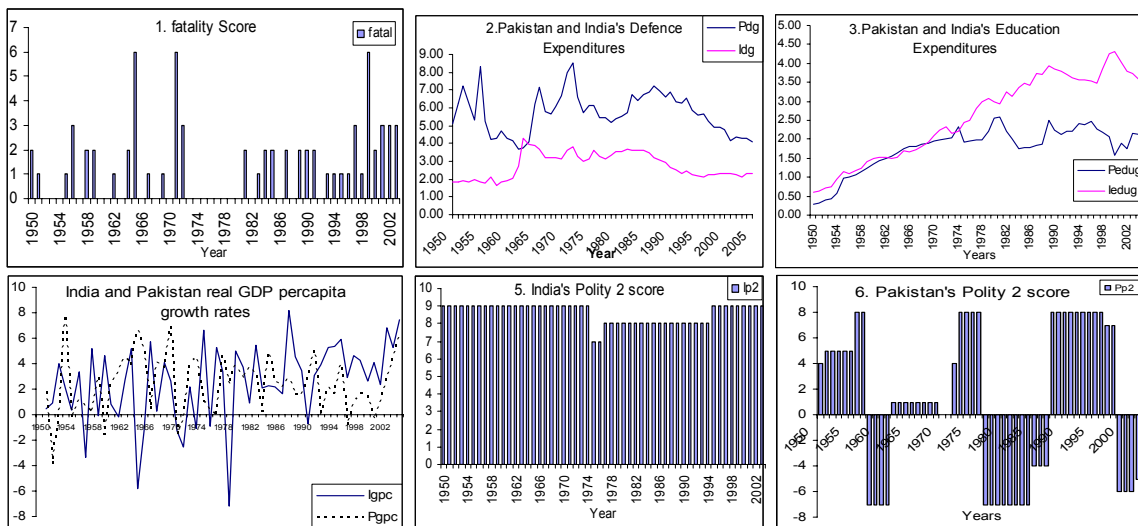 1. fatality Score
fatal
7
6
5
4
3
2
1
0
1950 1954 1958 1962 1966 1970 1974 1978 1982 1986 1990 1994 1998 2002
Year
2.Pakistan and India's Defence
Expenditures
Pdg
Idg
9.00
8.00
7.00
6.00
5.00
4.00
3.00
2.00
1.00
0.00
1950 1955 1960 1965 1970 1975 1980 1985 1990 1995 2000 2005
Year
3.Pakistan and India's Education
Expenditures
5.00
4.50
4.00
3.50
3.00
2.50
2.00
1.50
1.00
0.50
0.00
Pedug
Iedug
1950 1954 1958 1962 1966 1970 1974 1978 1982 1986 1990 1994 1998 2002
Years
India and Pakistan real GDP percapita
growth rates
10
8
6
4
2
0
-2
-4
-6
-8
1950 1954 1958 1962 1966 1970 1974 1978 1982 1986 1990 1994 1998 2002
Igpc
Pgpc
5. India's Polity 2 score
Ip2
10
9
8
7
6
5
4
3
2
1
0
1950 1954 1958 1962 1966 1970 1974 1978 1982 1986 1990 1994 1998 2002
Year
6. Pakistan's Polity 2 score
Pp2
10
8
6
4
2
0
-2
-4
-6
-8
1950 1955 1960 1965 1970 1975 1980 1985 1990 1995 2000
Years